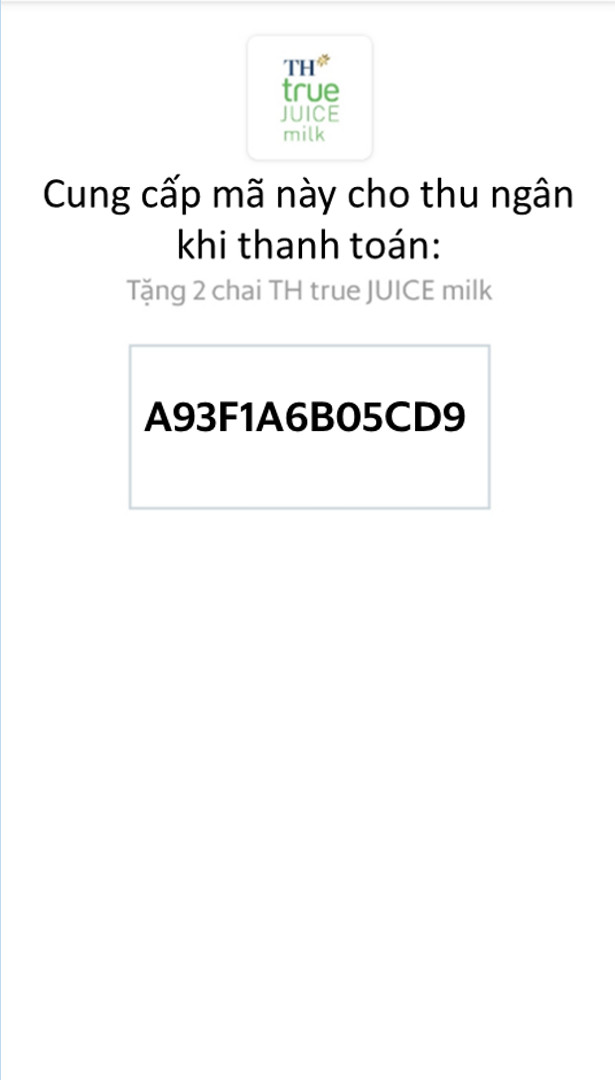 TH
true
JUICE
milk
Cung cấp mã này cho thu ngân
khi thanh toán:
Tặng 2 chai TH true JUICE milk
A93F1A6B05CD9